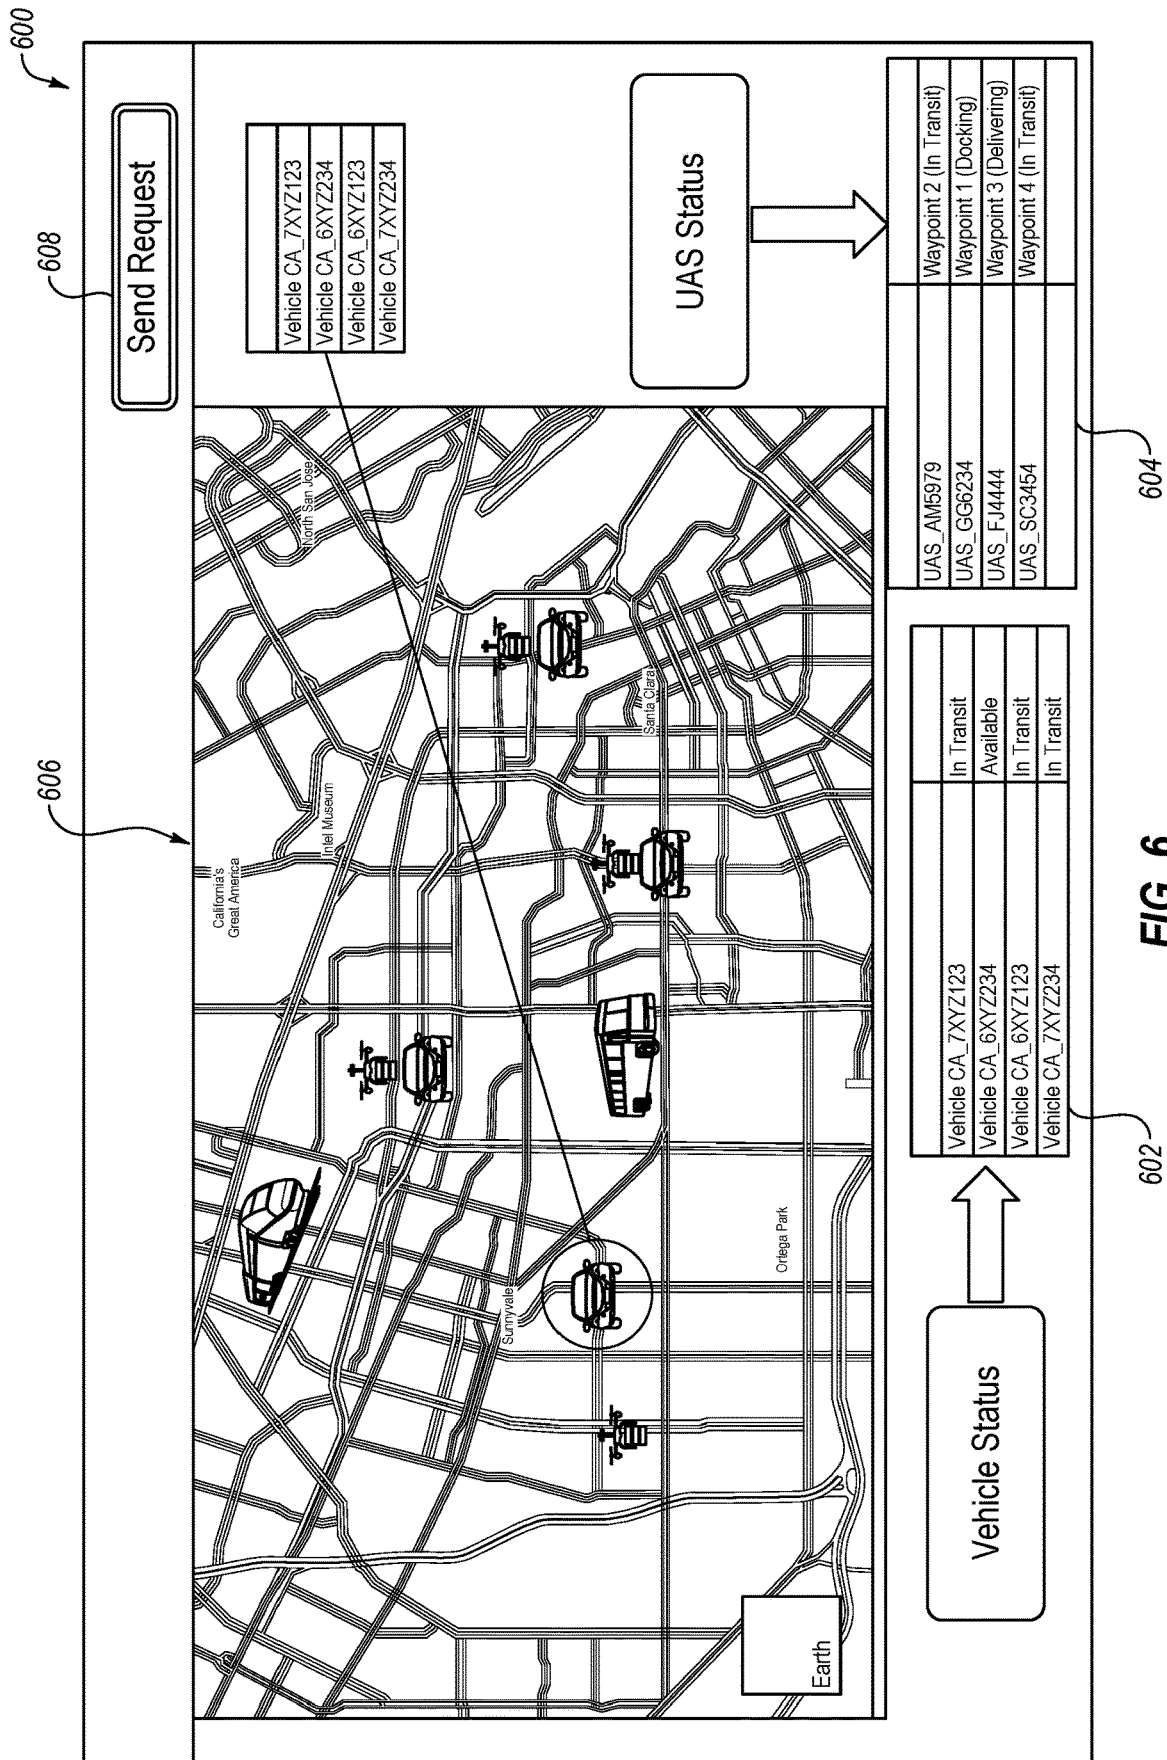 600
608
Send Request
606
Vehicle CA_7XYZ123
Vehicle CA_6XYZ234
Vehicle CA_6XYZ123
Vehicle CA_7XYZ234
California's
Great America
Intel Museum
North San Jose
Sunnyvale
Santa Clara
Ortega Park
Earth
UAS Status
Vehicle Status
Vehicle CA_7XYZ123 In Transit
Vehicle CA_6XYZ234 Available
Vehicle CA_6XYZ123 In Transit
Vehicle CA_7XYZ234 In Transit
602
UAS_AM5979 Waypoint 2 (In Transit)
UAS_GG6234 Waypoint 1 (Docking)
UAS_FJ4444 Waypoint 3 (Delivering)
UAS_SC3454 Waypoint 4 (In Transit)
604
FIG. 6